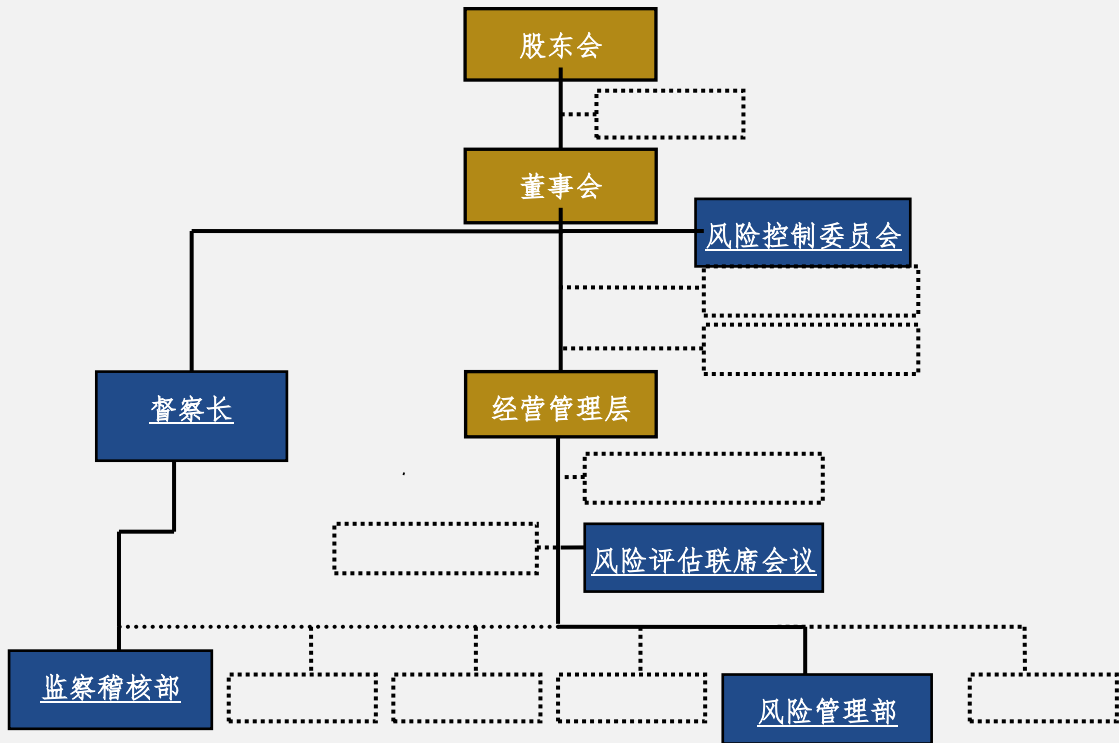 股东会
董事会
风险控制委员会
督察长
经营管理层
风险评估联席会议
监察稽核部
风险管理部